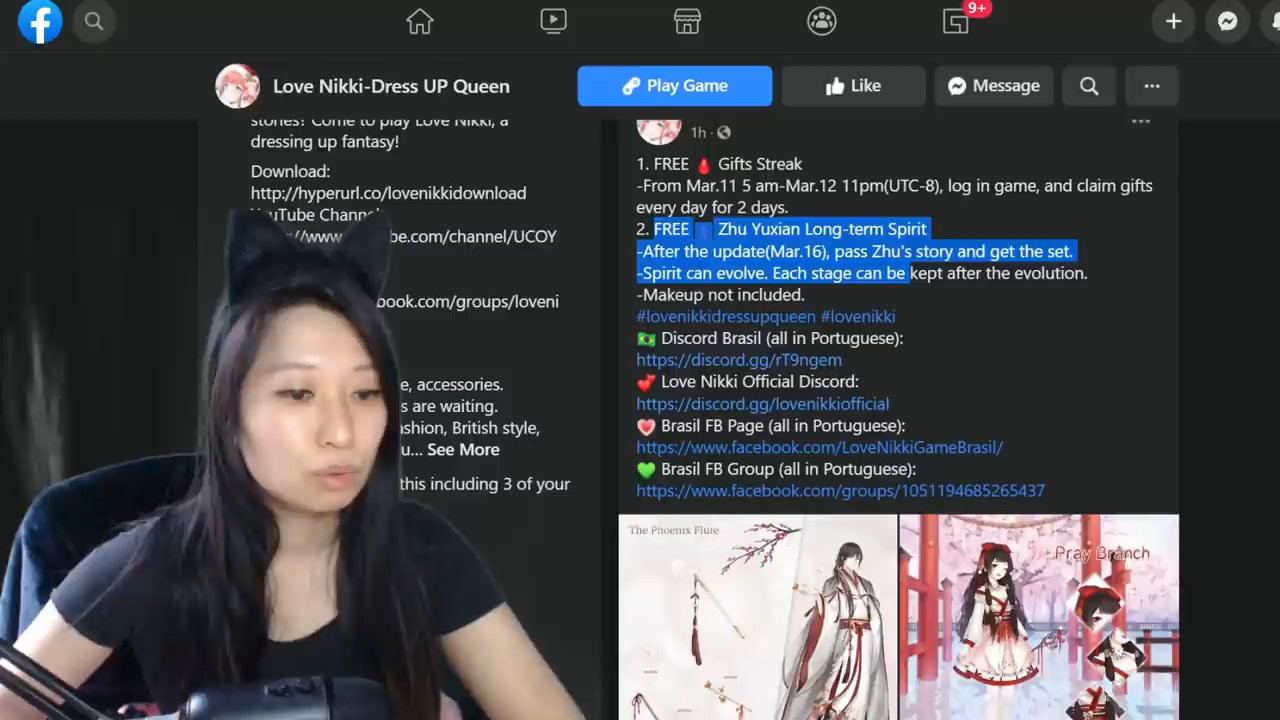 9+
Love Nikki-Dress UP Queen
Play Game
Like
Message
stories! Come to play Love Nikki, a
dressing up fantasy!
Download:
http://hyperurl.co/lovenikkidownload
YouTube Channel
://www be.com/channel/UCOY
book.com/groups/loveni
e, accessories.
s are waiting.
ashion, British style,
u... See More
this including 3 of your
1h ·
1. FREE 🩸 Gifts Streak
-From Mar.11 5 am-Mar.12 11pm(UTC-8), log in game, and claim gifts
every day for 2 days.
2. FREE Zhu Yuxian Long-term Spirit
-After the update(Mar.16), pass Zhu's story and get the set.
-Spirit can evolve. Each stage can be kept after the evolution.
-Makeup not included.
#lovenikkidressupqueen #lovenikki
🇧🇷 Discord Brasil (all in Portuguese):
https://discord.gg/rT9ngem
💕 Love Nikki Official Discord:
https://discord.gg/lovenikkiofficial
💗 Brasil FB Page (all in Portuguese):
https://www.facebook.com/LoveNikkiGameBrasil/
💚 Brasil FB Group (all in Portuguese):
https://www.facebook.com/groups/1051194685265437
The Phoenix Flute
Pray Branch